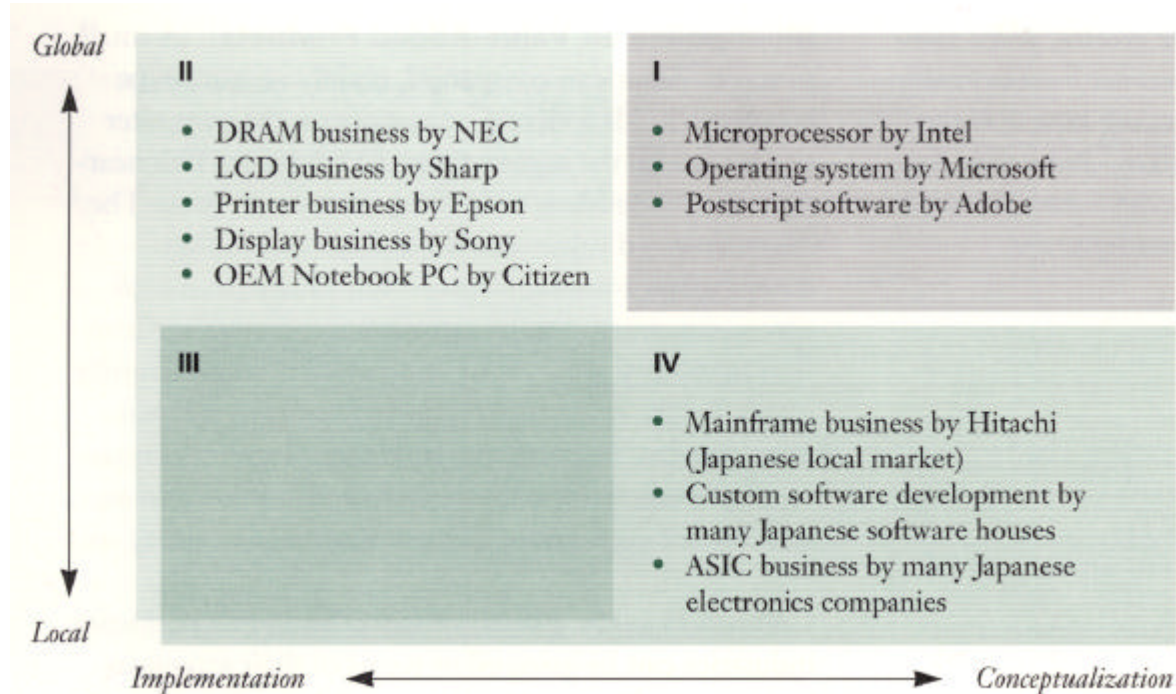 Global
II
• DRAM business by NEC
• LCD business by Sharp
• Printer business by Epson
• Display business by Sony
• OEM Notebook PC by Citizen
I
• Microprocessor by Intel
• Operating system by Microsoft
• Postscript software by Adobe
III
IV
• Mainframe business by Hitachi
(Japanese local market)
• Custom software development by
many Japanese software houses
• ASIC business by many Japanese
electronics companies
Local
Implementation
Conceptualization